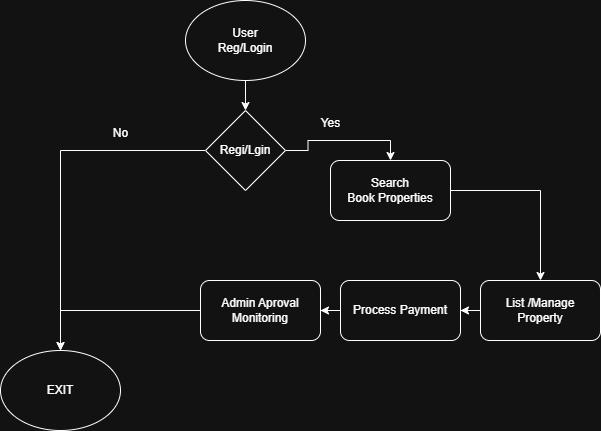 User
Reg/Login
No
Yes
Regi/Lgin
Search
Book Properties
Admin Aproval
Monitoring
Process Payment
List /Manage
Property
EXIT